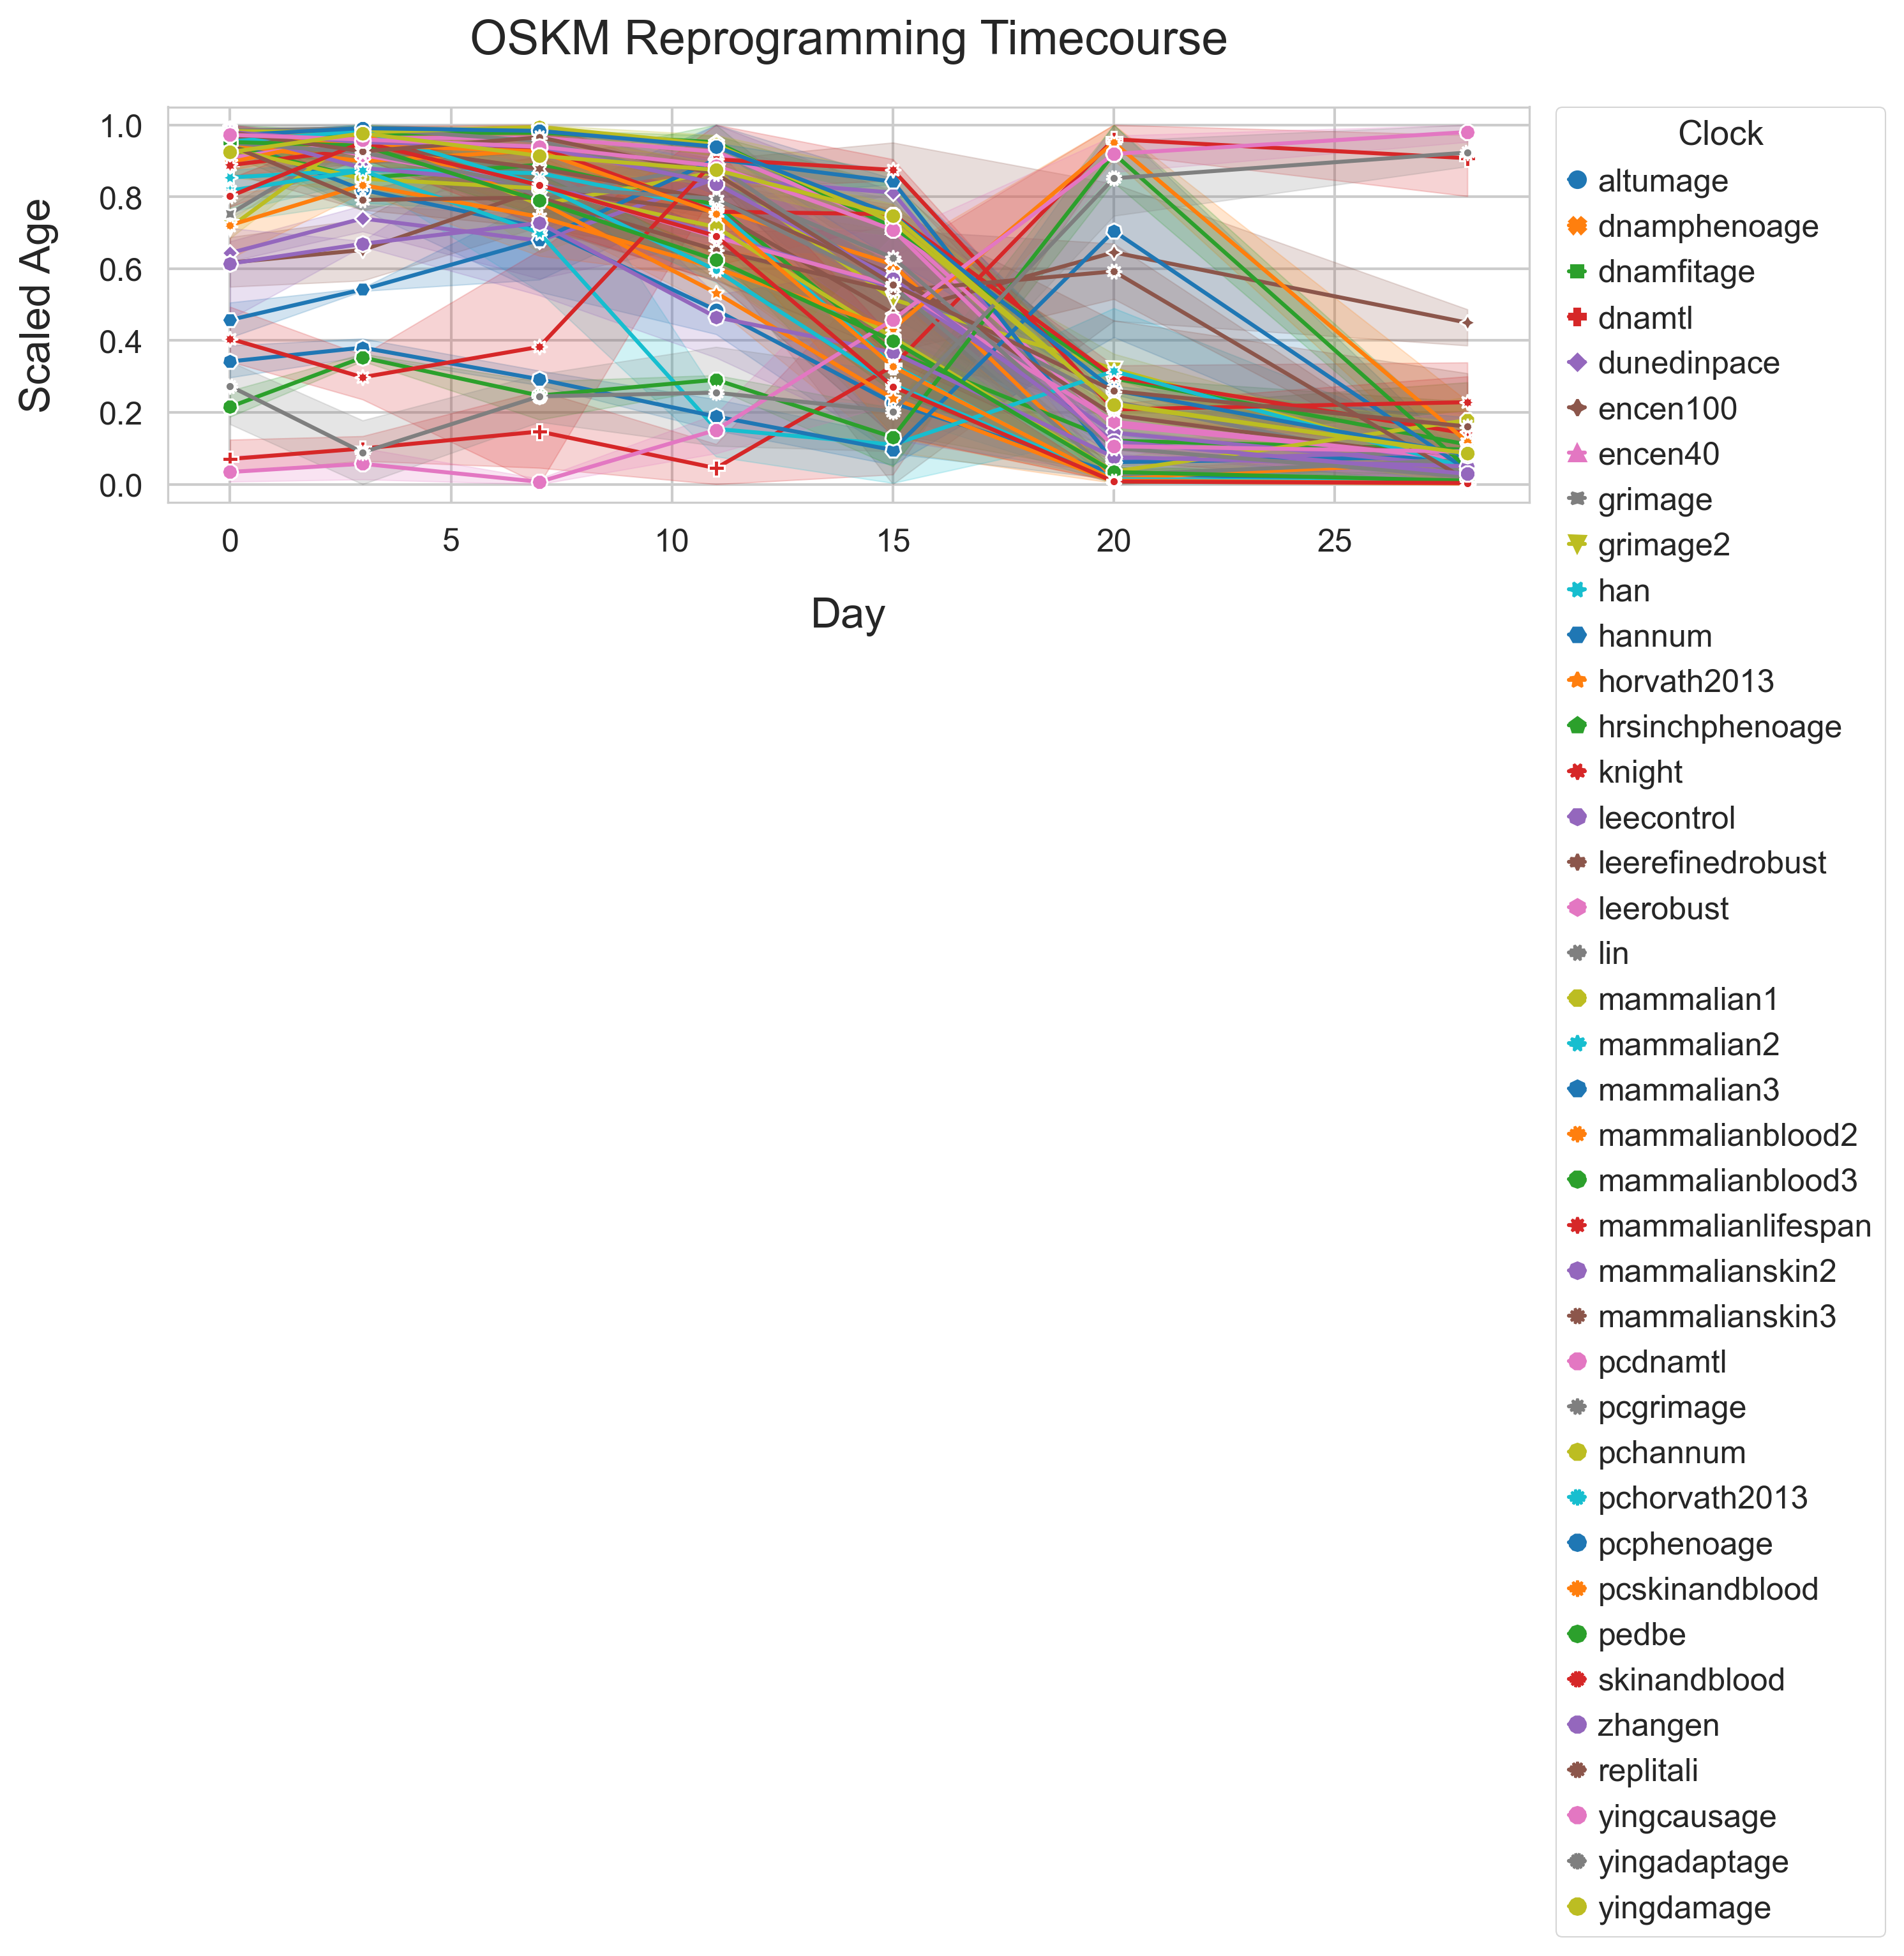 OSKM Reprogramming Timecourse
Scaled Age
1.0
0.8
0.6
0.4
0.2
0.0
0 5 10 15 20 25
Day
Clock
altumage
dnamphenoage
dnamfitage
dnamtl
dunedinpace
encen100
encen40
grimage
grimage2
han
hannum
horvath2013
hrsinchphenoage
knight
leecontrol
leerefinedrobust
leerobust
lin
mammalian1
mammalian2
mammalian3
mammalianblood2
mammalianblood3
mammalianlifespan
mammalianskin2
mammalianskin3
pcdnamtl
pcgrimage
pchannum
pchorvath2013
pcphenoage
pcskinandblood
pedbe
skinandblood
zhangen
replitali
yingcausage
yingadaptage
yingdamage